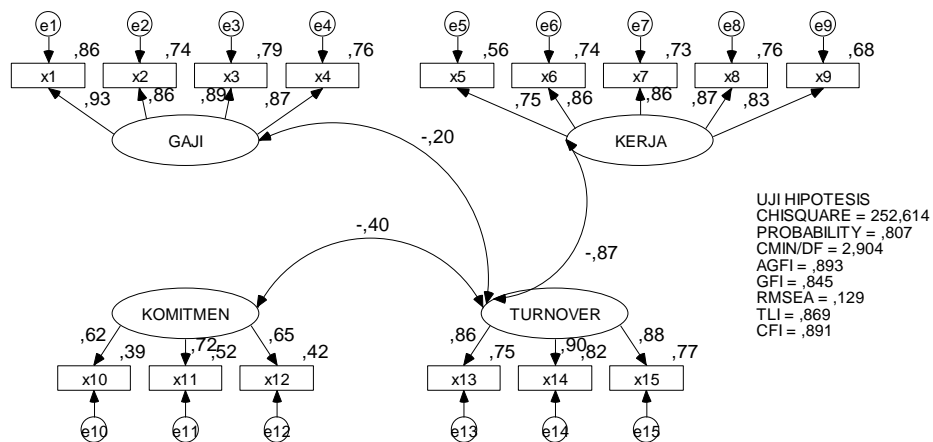 e1 e2 e3 e4 e5 e6 e7 e8 e9
,86 ,74 ,79 ,76 ,56 ,74 ,73 ,76 ,68
x1 x2 x3 x4 x5 x6 x7 x8 x9
,93 ,86 ,89 ,87 ,75 ,86 ,86 ,87 ,83
GAJI KERJA
-,20
-,40
-,87
UJI HIPOTESIS
CHISQUARE = 252,614
PROBABILITY = ,807
CMIN/DF = 2,904
AGFI = ,893
GFI = ,845
RMSEA = ,129
TLI = ,869
CFI = ,891
KOMITMEN TURNOVER
,62 ,72 ,65 ,86 ,90 ,88
,39 ,52 ,42 ,75 ,82 ,77
x10 x11 x12 x13 x14 x15
e10 e11 e12 e13 e14 e15